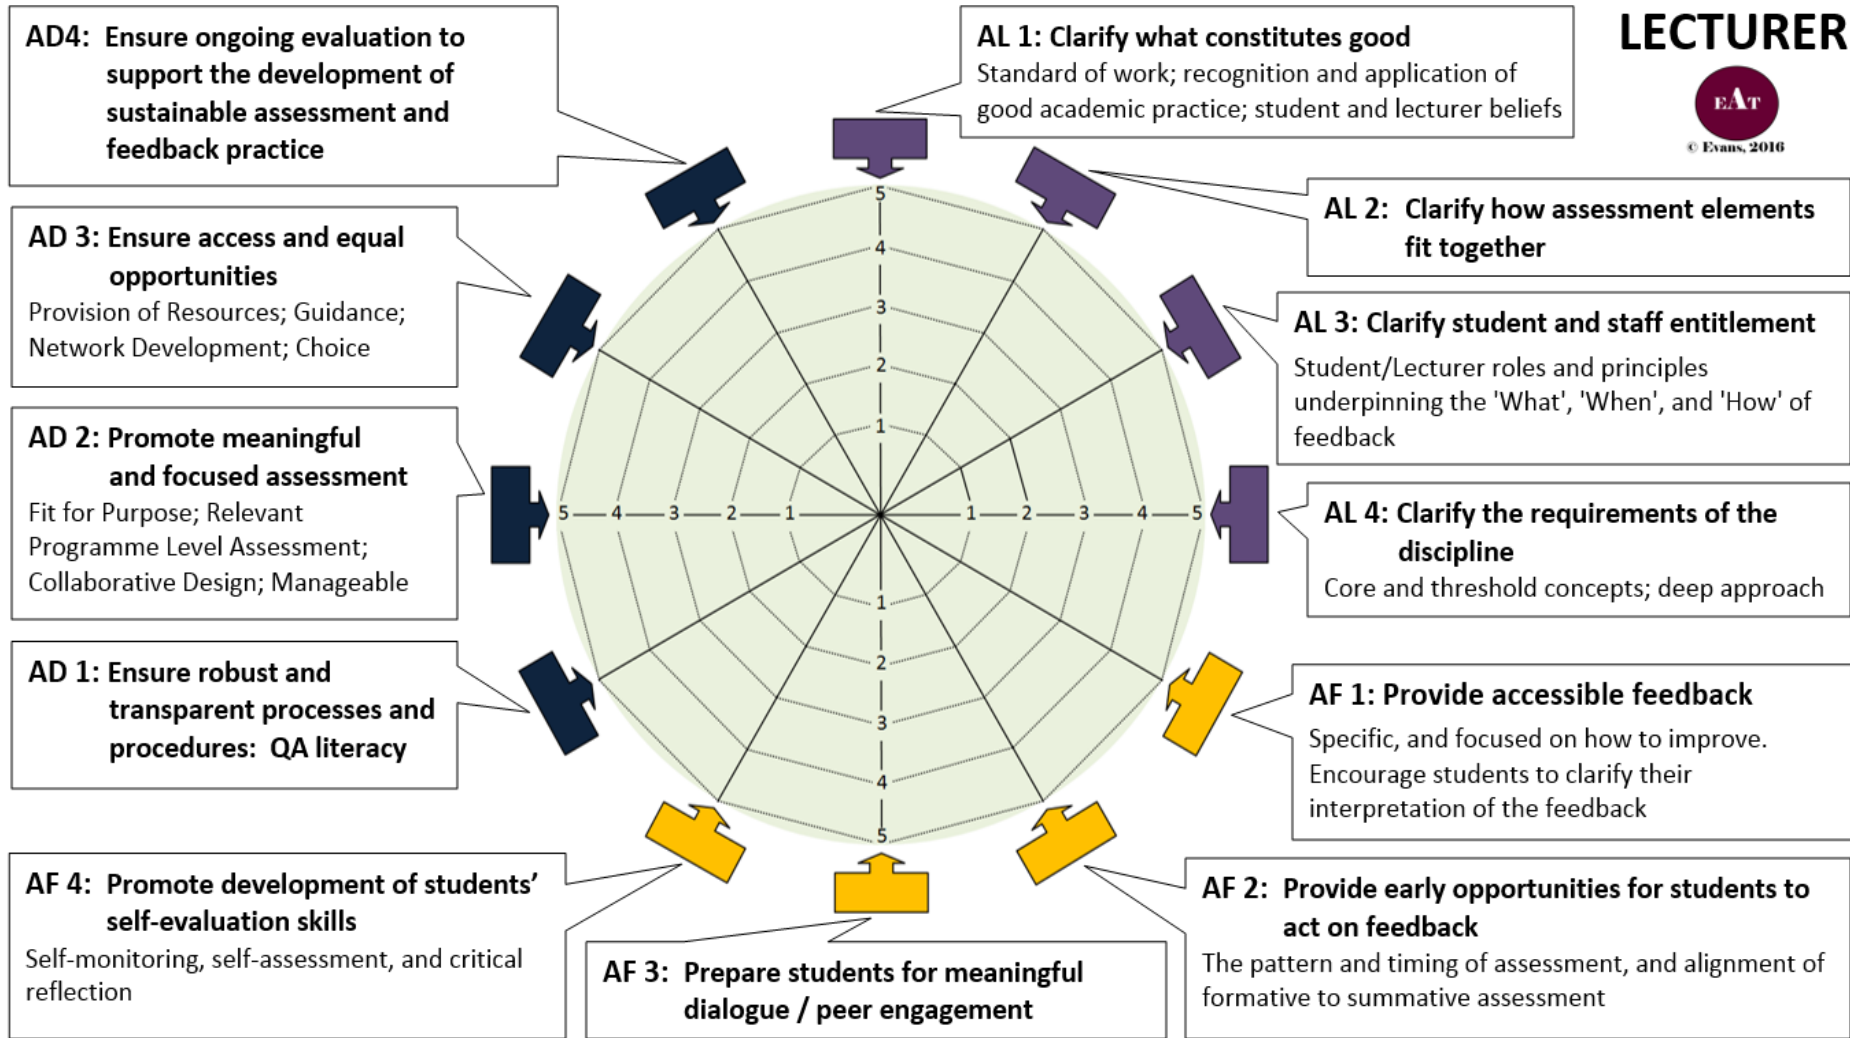 LECTURER
EAT
© Evans, 2016
AL 1: Clarify what constitutes good
Standard of work; recognition and application of
good academic practice; student and lecturer beliefs
AL 2: Clarify how assessment elements
fit together
AL 3: Clarify student and staff entitlement
Student/Lecturer roles and principles
underpinning the 'What', 'When', and 'How' of
feedback
AL 4: Clarify the requirements of the
discipline
Core and threshold concepts; deep approach
AF 1: Provide accessible feedback
Specific, and focused on how to improve.
Encourage students to clarify their
interpretation of the feedback
AF 2: Provide early opportunities for students to
act on feedback
The pattern and timing of assessment, and alignment of
formative to summative assessment
AF 3: Prepare students for meaningful
dialogue / peer engagement
AF 4: Promote development of students’
self-evaluation skills
Self-monitoring, self-assessment, and critical
reflection
AD 1: Ensure robust and
transparent processes and
procedures: QA literacy
AD 2: Promote meaningful
and focused assessment
Fit for Purpose; Relevant
Programme Level Assessment;
Collaborative Design; Manageable
AD 3: Ensure access and equal
opportunities
Provision of Resources; Guidance;
Network Development; Choice
AD4: Ensure ongoing evaluation to
support the development of
sustainable assessment and
feedback practice
5
4
3
2
1
5 4 3 2 1 1 2 3 4 5
1
2
3
4
5